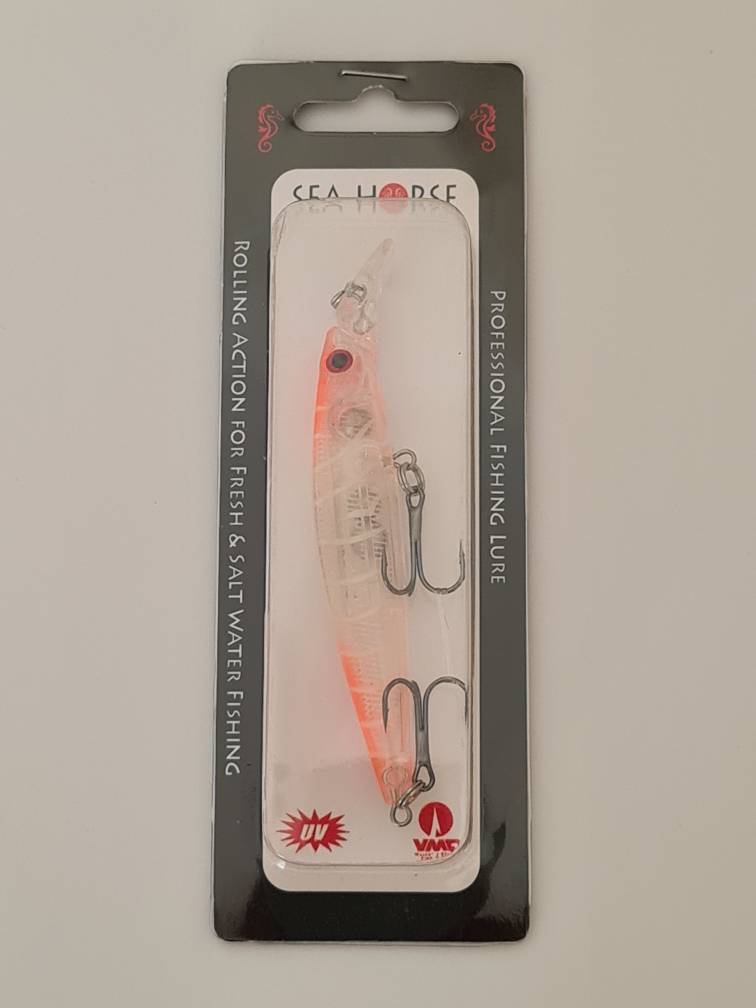 SEA HORSE
ROLLING ACTION FOR FRESH & SALT WATER FISHING
PROFESSIONAL FISHING LURE
UV
VMC